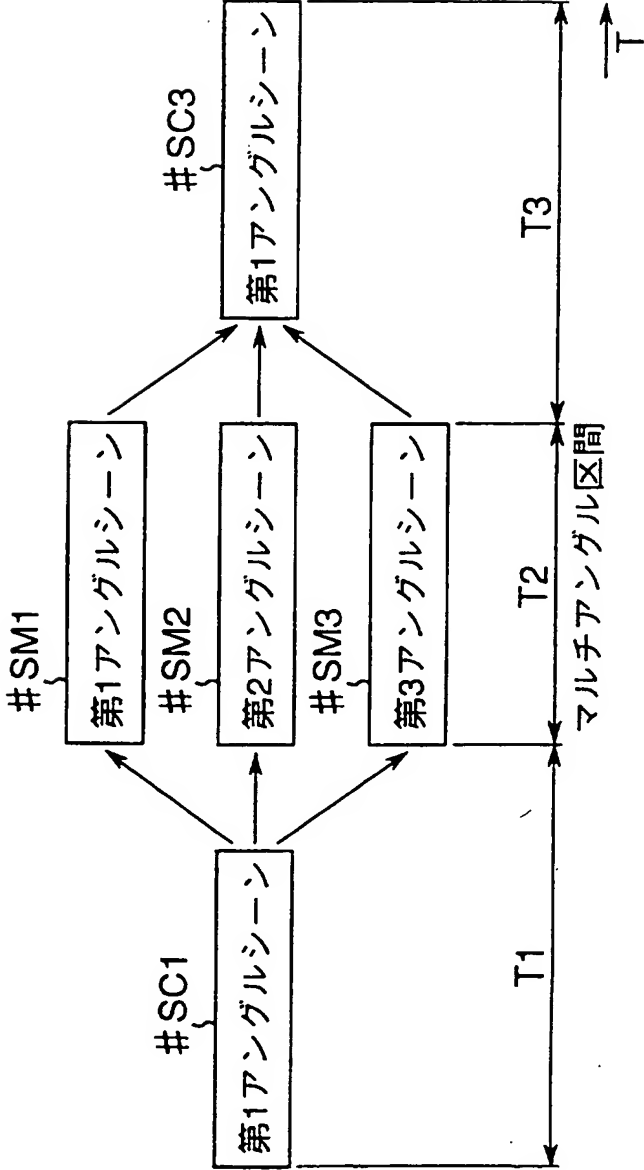 #SC1
第1アングルシーン
#SM1
第1アングルシーン
#SM2
第2アングルシーン
#SM3
第3アングルシーン
#SC3
第1アングルシーン
T1
T2
T3
マルチアングル区間
T